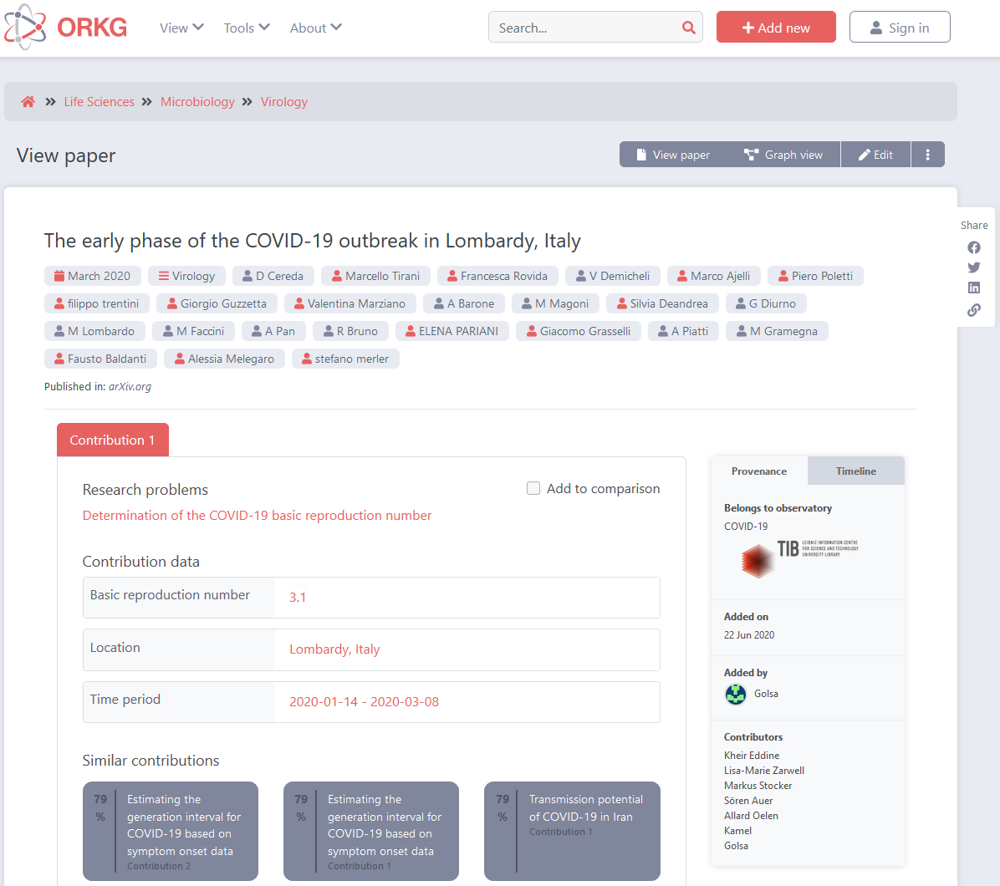 ORKG View Tools About Search... Add new Sign in
Life Sciences Microbiology Virology
View paper View paper Graph view Edit
Share
The early phase of the COVID-19 outbreak in Lombardy, Italy
March 2020 Virology D Cereda Marcello Tirani Francesca Rovida V Demicheli Marco Ajelli Piero Poletti
filippo trentini Giorgio Guzzetta Valentina Marziano A Barone M Magoni Silvia Deandrea G Diurno
M Lombardo M Faccini A Pan R Bruno ELENA PARIANI Giacomo Grasselli A Piatti M Gramegna
Fausto Baldanti Alessia Melegaro stefano merler
Published in: arXiv.org
Contribution 1
Research problems Add to comparison
Determination of the COVID-19 basic reproduction number
Contribution data
Basic reproduction number 3.1
Location Lombardy, Italy
Time period 2020-01-14 - 2020-03-08
Similar contributions
79 %
Estimating the
generation interval for
COVID-19 based on
symptom onset data
Contribution 2
79 %
Estimating the
generation interval for
COVID-19 based on
symptom onset data
Contribution 1
79 %
Transmission potential
of COVID-19 in Iran
Contribution 1
Provenance Timeline
Belongs to observatory
COVID-19
TIB
LEIBNIZ INFORMATION CENTRE
FOR SCIENCE AND TECHNOLOGY
UNIVERSITY LIBRARY
Added on
22 Jun 2020
Added by
Golsa
Contributors
Kheir Eddine
Lisa-Marie Zarwell
Markus Stocker
Sören Auer
Allard Oelen
Kamel
Golsa